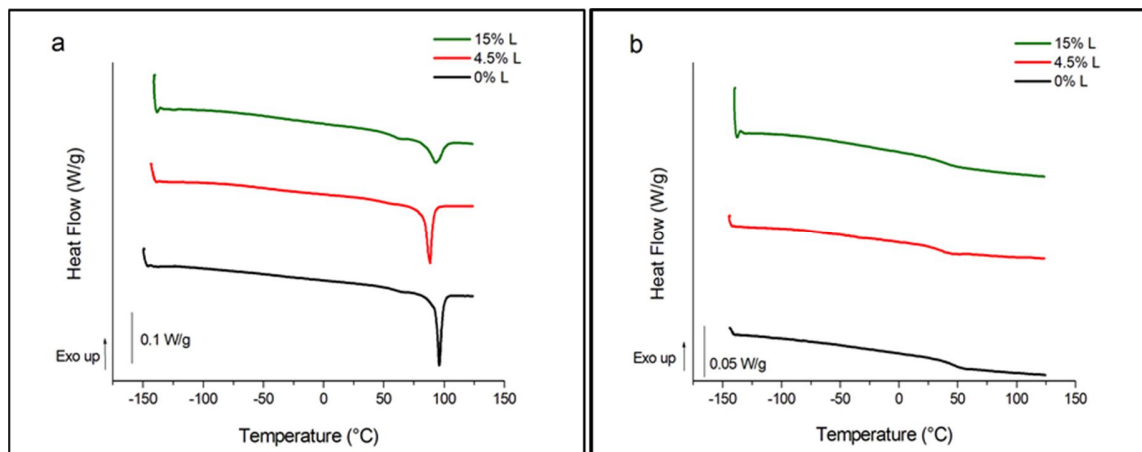 a
15% L
4.5% L
0% L
Heat Flow (W/g)
Exo up
0.1 W/g
-150 -100 -50 0 50 100 150
Temperature (°C)
b
15% L
4.5% L
0% L
Heat Flow (W/g)
Exo up
0.05 W/g
-150 -100 -50 0 50 100 150
Temperature (°C)